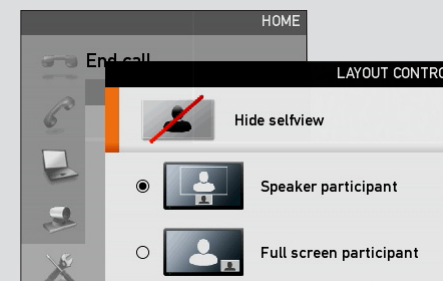 HOME
End call
LAYOUT CONTRO
Hide selfview
Speaker participant
Full screen participant